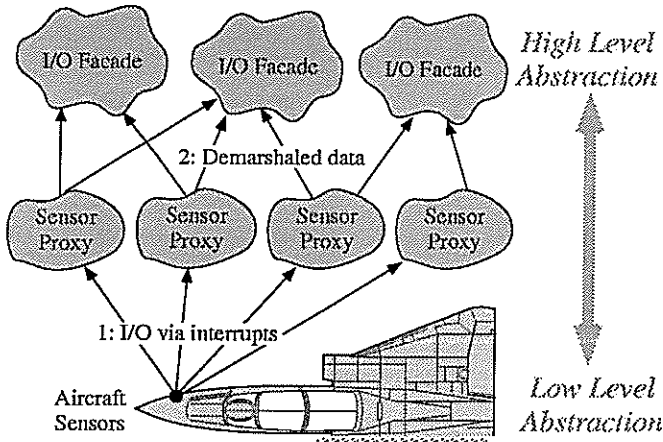 I/O Facade
I/O Facade
I/O Facade
High Level
Abstraction
2: Demarshaled data
Sensor
Proxy
Sensor
Proxy
Sensor
Proxy
Sensor
Proxy
1: I/O via interrupts
Aircraft
Sensors
Low Level
Abstraction